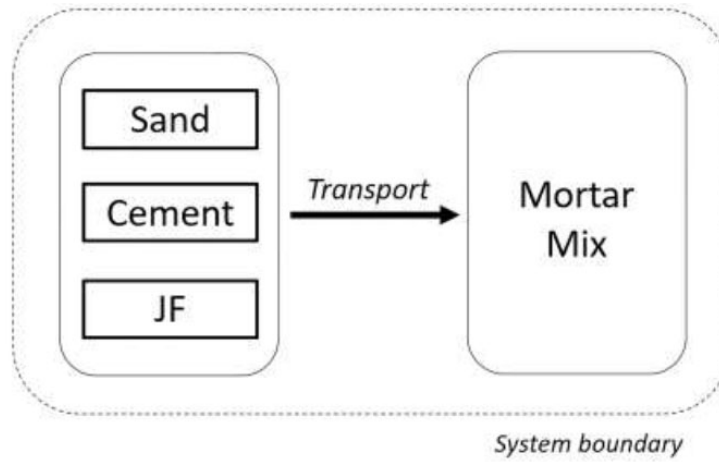 Sand
Cement
JF
Transport
Mortar
Mix
System boundary